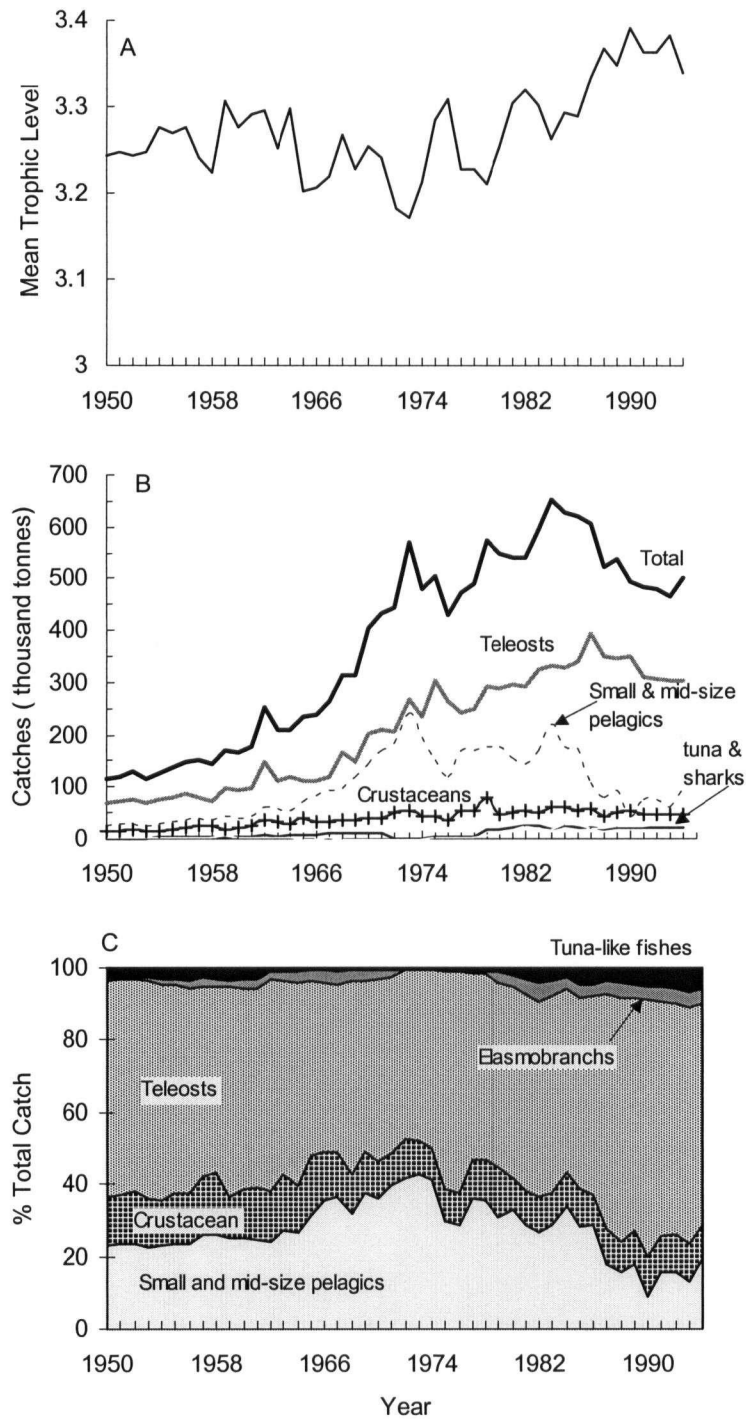 A
3.4
3.3
3.2
3.1
3
Mean Trophic Level
1950 1958 1966 1974 1982 1990
B
700
600
500
400
300
200
100
0
Catches ( thousand tonnes)
Total
Teleosts
Small & mid-size
pelagics
tuna &
sharks
Crustaceans
1950 1958 1966 1974 1982 1990
C
Tuna-like fishes
100
80
60
40
20
0
% Total Catch
Elasmobranchs
Teleosts
Crustacean
Small and mid-size pelagics
1950 1958 1966 1974 1982 1990
Year